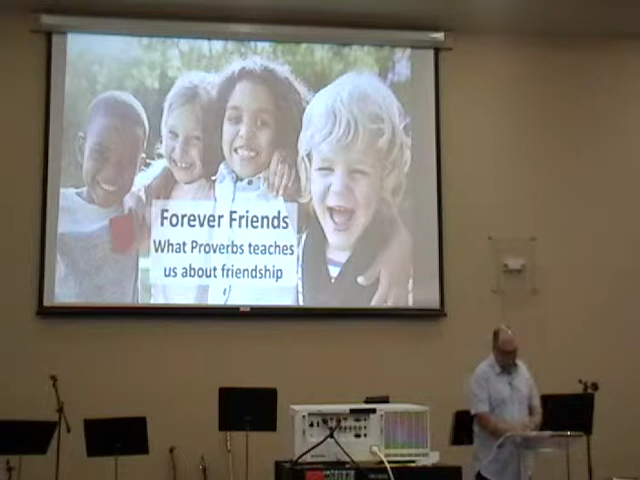 Forever Friends
What Proverbs teaches
us about friendship